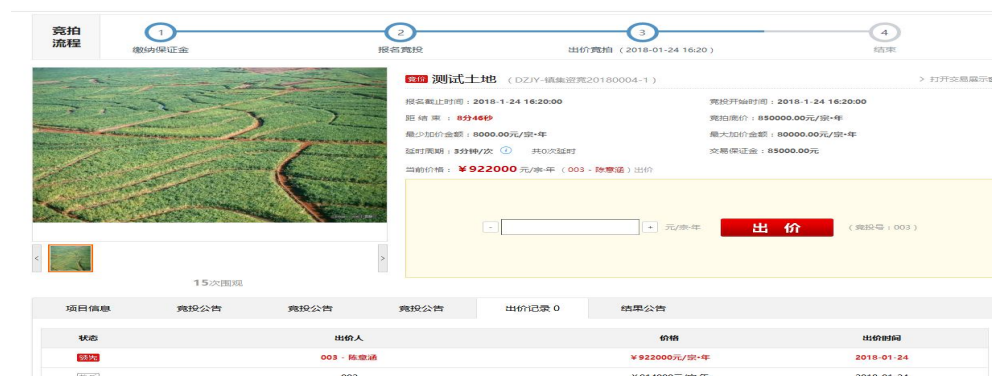 竞拍
流程
1
2
3
4
缴纳保证金
报名竞投
出价竞拍 ( 2018-01-24 16:20 )
结束
竞价 测试土地 ( DZJY-镇集资亮20180004-1 )
> 打开交易展示
报名截止时间：2018-1-24 16:20:00
竞投开始时间：2018-1-24 16:20:00
距 结 束 ：8分46秒
竞拍底价：850000.00元/宗•年
最少加价金额：8000.00元/宗•年
最大加价金额：80000.00元/宗•年
延时周期：3分钟/次 i 共0次延时
交易保证金：85000.00元
当前价格：￥922000 元/宗·年 ( 003 - 陈意涵 ) 出价
- + 元/宗·年 出 价 ( 竞投号：003 )
< >
15次围观
项目信息 竞投公告 竞投公告 竞投公告 出价记录 0 结果公告
状态 出价人 价格 出价时间
领先 003 - 陈意涵 ￥922000元/宗·年 2018-01-24